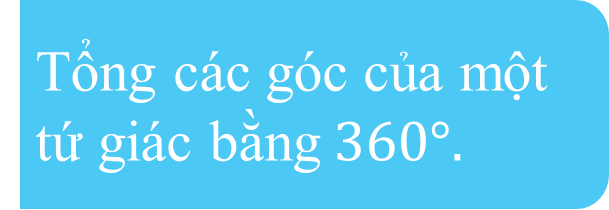 Tổng các góc của một
tứ giác bằng 360°.